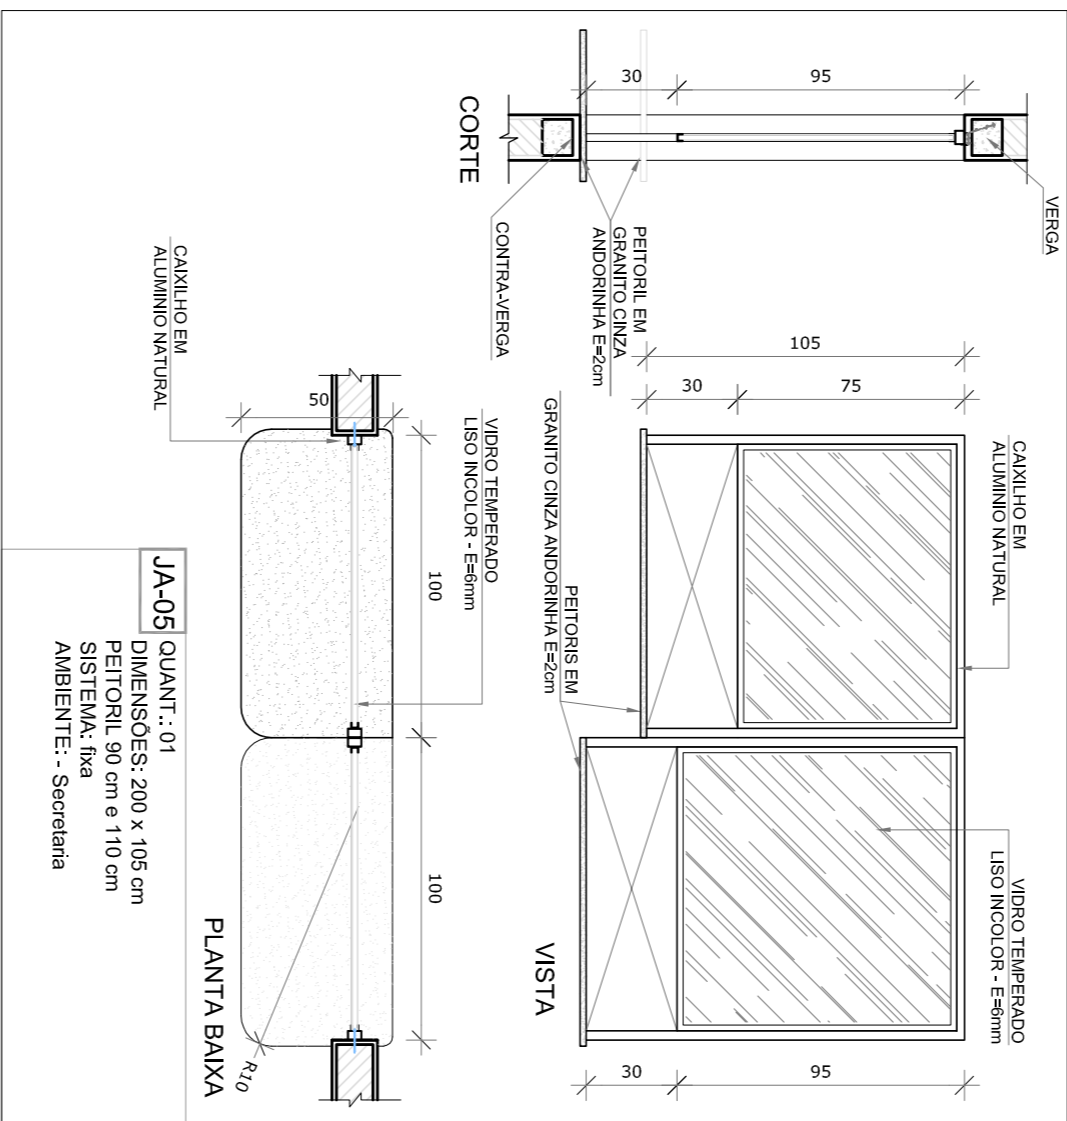 VERGA
30
95
CORTE
CONTRA-VERGA
PEITORIL EM
GRANITO CINZA
ANDORINHA E=2cm
105
30
75
CAIXILHO EM
ALUMINIO NATURAL
PEITORIS EM
GRANITO CINZA ANDORINHA E=2cm
VIDRO TEMPERADO
LISO INCOLOR - E=6mm
30
95
VISTA
CAIXILHO EM
ALUMINIO NATURAL
50
VIDRO TEMPERADO
LISO INCOLOR - E=6mm
100
100
R10
PLANTA BAIXA
JA-05
QUANT.: 01
DIMENSÕES: 200 x 105 cm
PEITORIL 90 cm e 110 cm
SISTEMA: fixa
AMBIENTE: - Secretaria